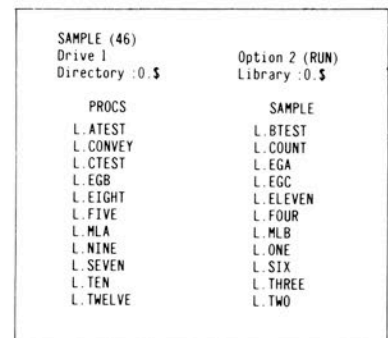 SAMPLE (46)
Drive 1 Option 2 (RUN)
Directory :0.$ Library :0.$
PROCS SAMPLE
L.ATEST L.BTEST
L.CONVEY L.COUNT
L.CTEST L.EGA
L.EGB L.EGC
L.EIGHT L.ELEVEN
L.FIVE L.FOUR
L.MLA L.MLB
L.NINE L.ONE
L.SEVEN L.SIX
L.TEN L.THREE
L.TWELVE L.TWO